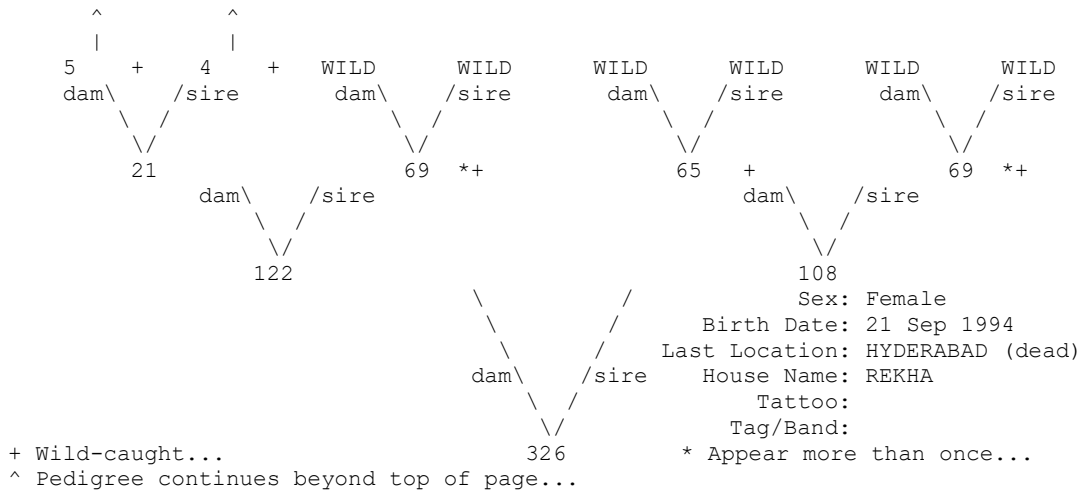 ^ ^
| |
5 + 4 + WILD WILD WILD WILD WILD WILD
dam\ /sire dam\ /sire dam\ /sire dam\ /sire
\ / \ / \ / \ /
\/ \/ \/ \/
21 69 *+ 65 + 69 *+
dam\ /sire dam\ /sire
\ / \ /
\/ \/
122 108
\ / Sex: Female
\ / Birth Date: 21 Sep 1994
\ / Last Location: HYDERABAD (dead)
dam\ /sire House Name: REKHA
\ / Tattoo:
\/ Tag/Band:
+ Wild-caught... 326 * Appear more than once...
^ Pedigree continues beyond top of page...